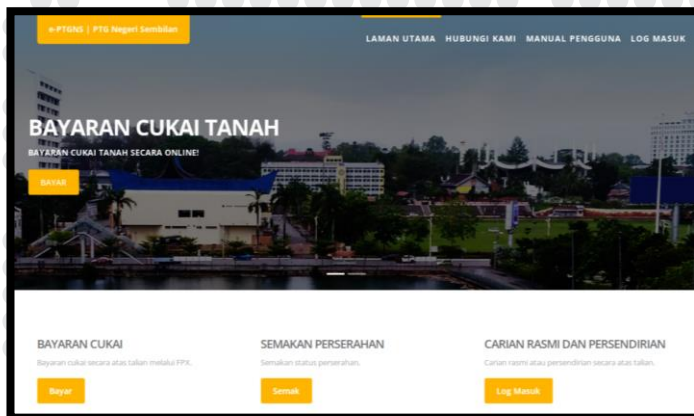 e-PTGNS | PTG Negeri Sembilan
LAMAN UTAMA HUBUNGI KAMI MANUAL PENGGUNA LOG MASUK
BAYARAN CUKAI TANAH
BAYARAN CUKAI TANAH SECARA ONLINE!
BAYAR
BAYARAN CUKAI
Bayaran cukai secara atas talian melalui FPX.
Bayar
SEMAKAN PERSERAHAN
Semakan status perserahan.
Semak
CARIAN RASMI DAN PERSENDIRIAN
Carian rasmi atau persendirian secara atas talian.
Log Masuk